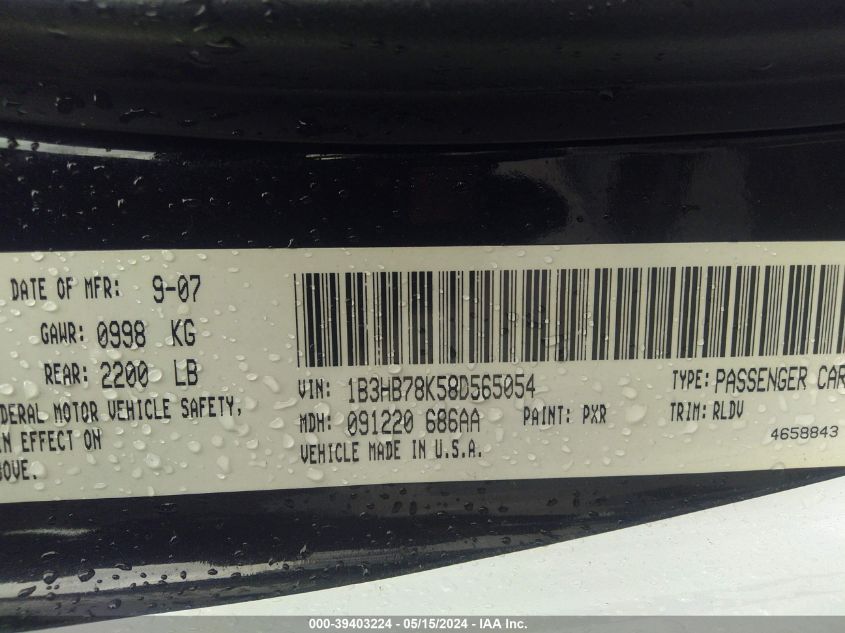 DATE OF MFR: 9-07
GAWR: 0998 KG
REAR: 2200 LB
DERAL MOTOR VEHICLE SAFETY,
IN EFFECT ON
BOVE.
VIN: 1B3HB78K58D565054
TYPE: PASSENGER CAR
MDH: 091220 686AA PAINT: PXR TRIM: RLDV
VEHICLE MADE IN U.S.A.
4658843
000-39403224 - 05/15/2024 - IAA Inc.